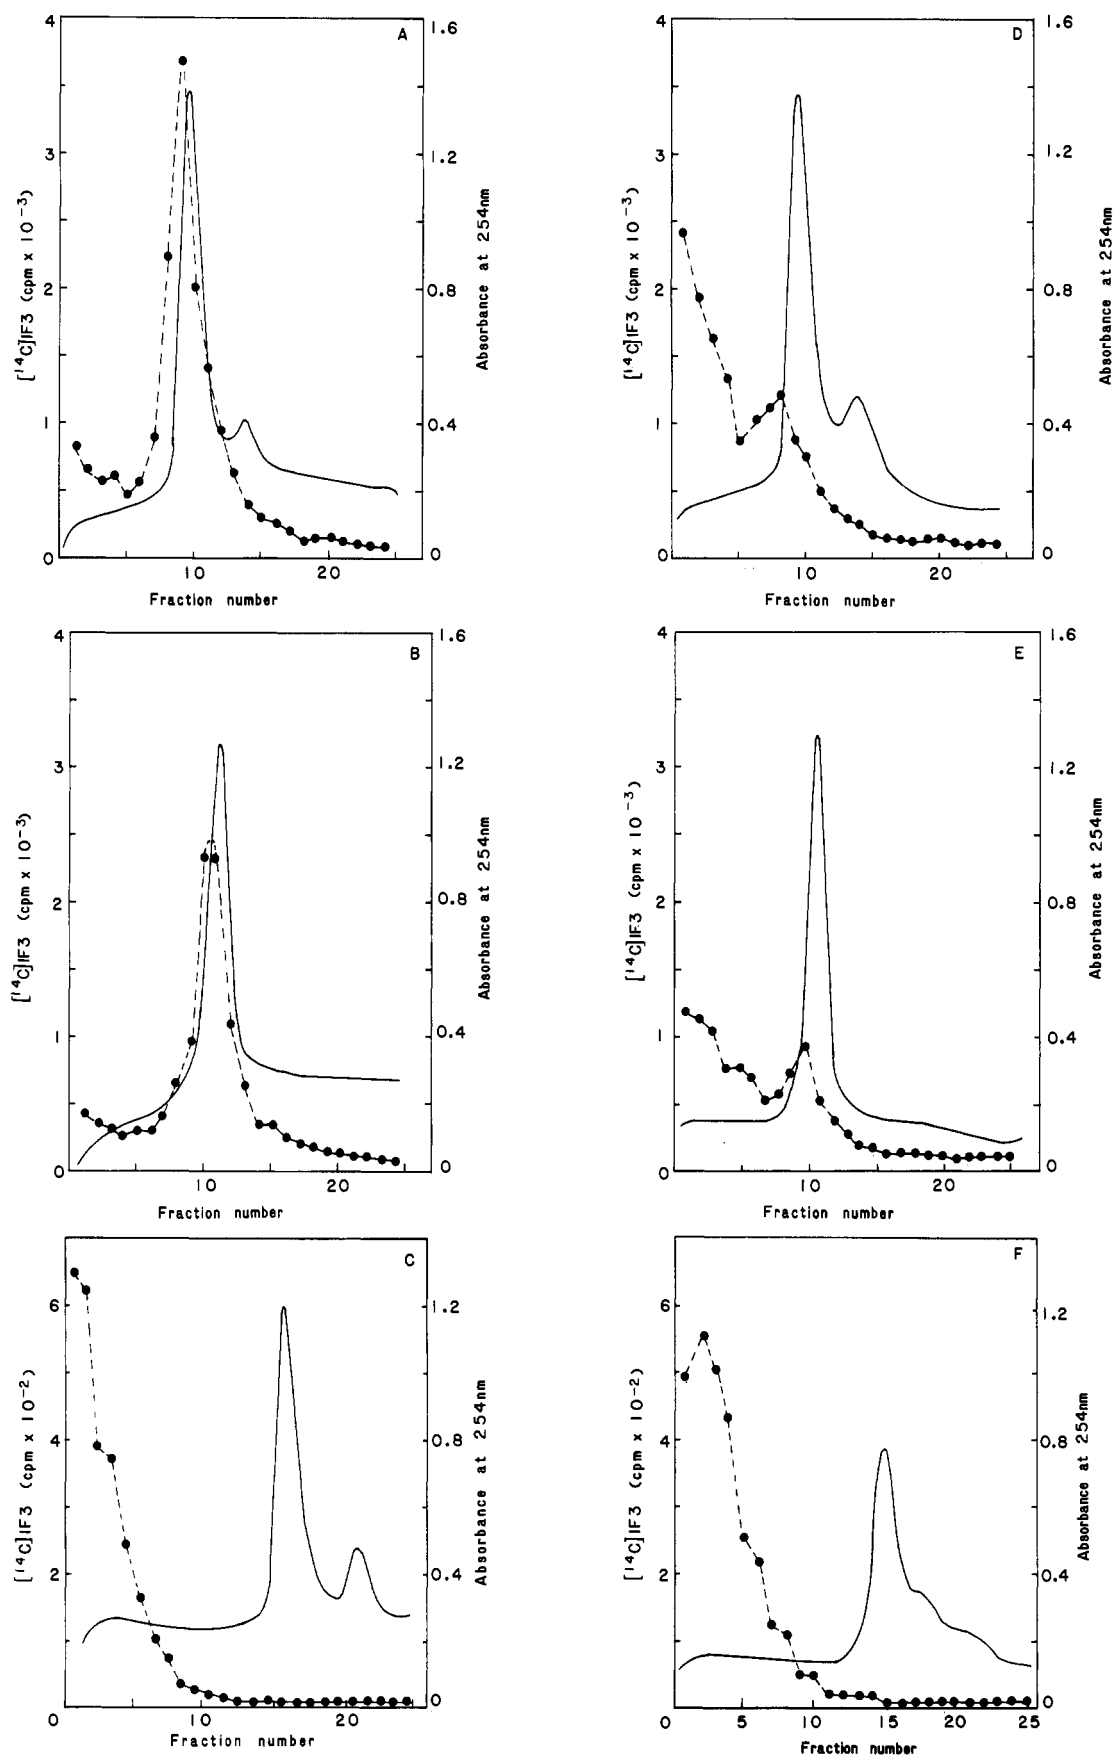 A
4
3
2
1
0
1.6
1.2
0.8
0.4
0
10
20
[¹⁴C]IF3 (cpm x 10⁻³)
Absorbance at 254nm
Fraction number
D
4
3
2
1
0
1.6
1.2
0.8
0.4
0
10
20
[¹⁴C]IF3 (cpm x 10⁻³)
Absorbance at 254nm
Fraction number
B
4
3
2
1
0
1.6
1.2
0.8
0.4
0
10
20
[¹⁴C]IF3 (cpm x 10⁻³)
Absorbance at 254nm
Fraction number
E
4
3
2
1
0
1.6
1.2
0.8
0.4
0
10
20
[¹⁴C]IF3 (cpm x 10⁻³)
Absorbance at 254nm
Fraction number
C
6
4
2
0
1.2
0.8
0.4
0
10
20
[¹⁴C]IF3 (cpm x 10⁻²)
Absorbance at 254nm
Fraction number
F
6
4
2
0
1.2
0.8
0.4
0
5
10
15
20
25
[¹⁴C]IF3 (cpm x 10⁻²)
Absorbance at 254nm
Fraction number